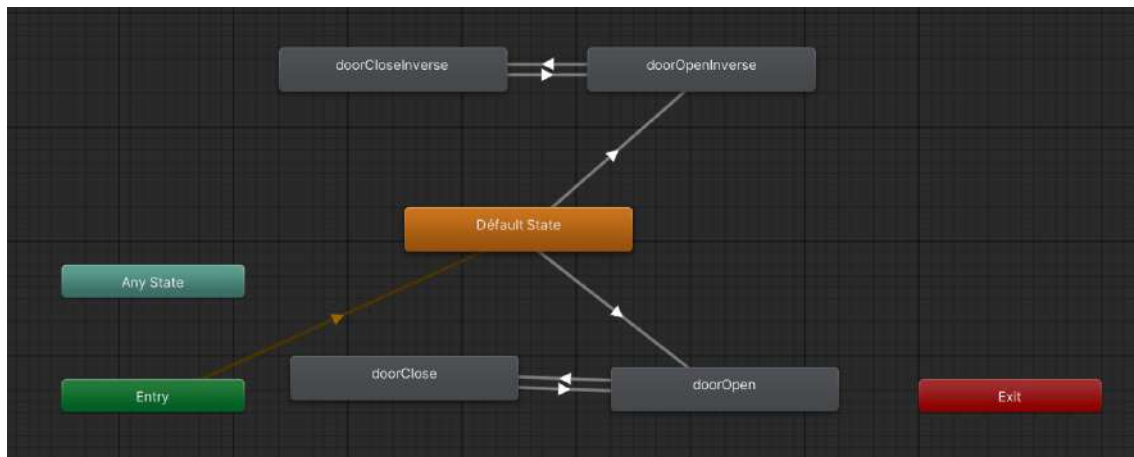 doorCloseInverse
doorOpenInverse
Défault State
Any State
doorClose
doorOpen
Entry
Exit